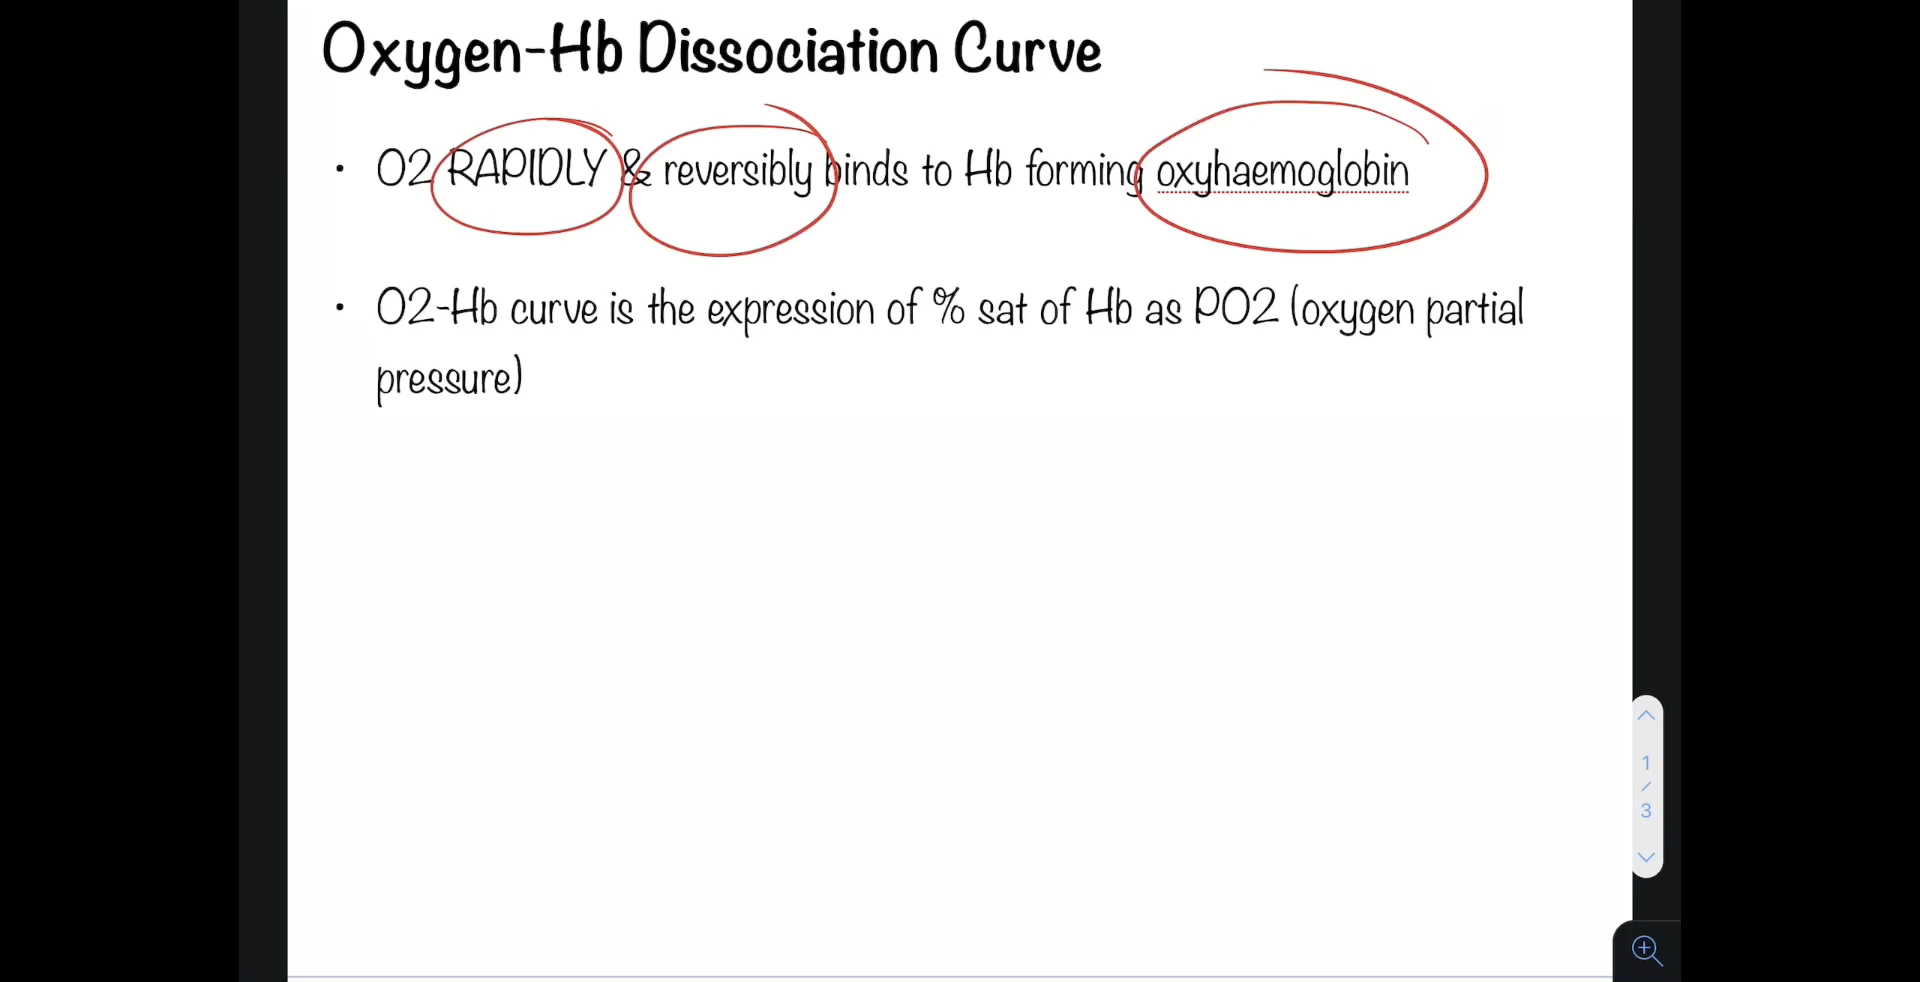 Oxygen-Hb Dissociation Curve
• O2 RAPIDLY & reversibly binds to Hb forming oxyhaemoglobin
• O2-Hb curve is the expression of % sat of Hb as PO2 (oxygen partial
pressure)
1
/
3